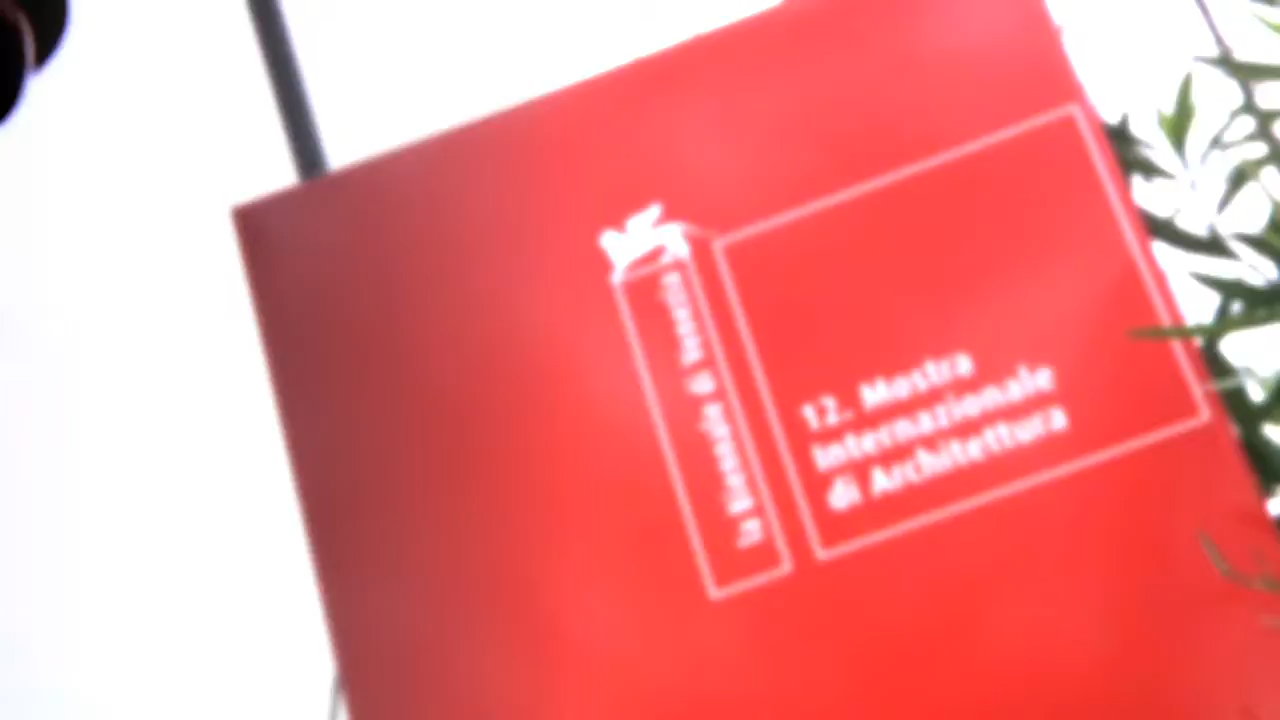 la Biennale di Venezia
12. Mostra
Internazionale
di Architettura